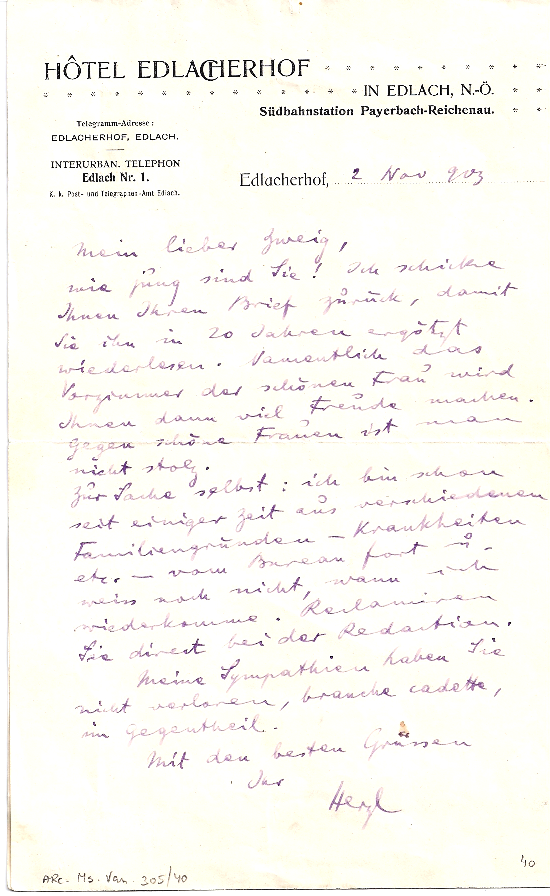 HÔTEL EDLACHERHOF
IN EDLACH, N.-Ö.
Südbahnstation Payerbach-Reichenau.
Telegramm-Adresse:
EDLACHERHOF, EDLACH.
INTERURBAN. TELEPHON
Edlach Nr. 1.
K. k. Post- und Telegraphen-Amt Edlach.
Edlacherhof, 2 Nov 903
Mein lieber Zweig,
wie jung sind Sie! Ich schicke
Ihnen Ihren Brief zurück, damit
Sie ihn in 20 Jahren ergötzt
wiederlesen. Namentlich das
Vorzimmer der schönen Frau wird
Ihnen dann viel Freude machen.
Gegen schöne Frauen ist man
nicht stolz.
Zur Sache selbst: ich bin schon
seit einiger Zeit aus verschiedenen
Familiengründen – Krankheiten
etc. – vom Bureau fort u.
weiss noch nicht, wann ich
wiederkomme. Reclamiren
Sie direct bei der Redaction.
Meine Sympathien haben Sie
nicht verloren, branche cadette,
im Gegentheil.
Mit den besten Grüssen
Ihr
Herzl
ARC. Ms. Var. 305/40
40